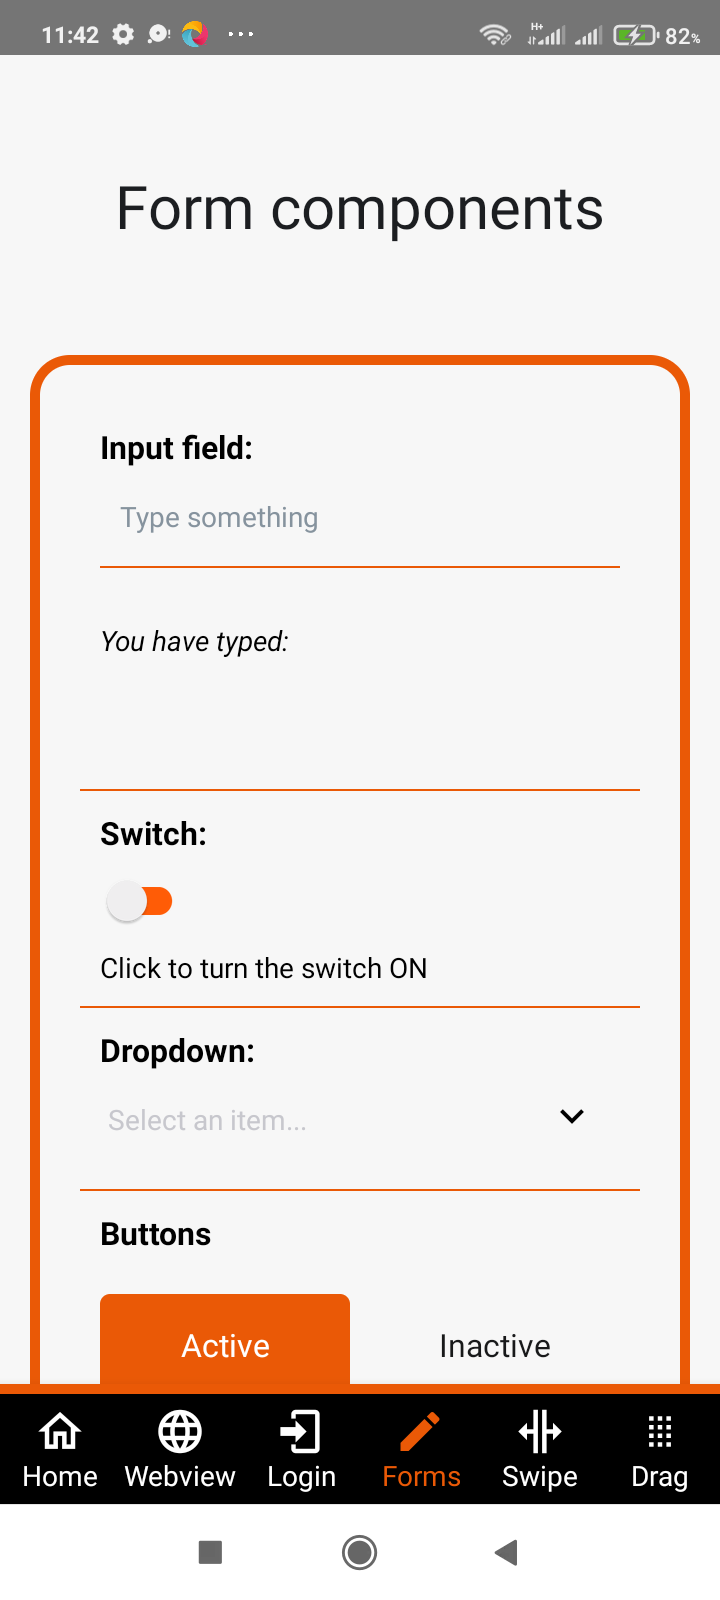 11:42 82%
H+
Form components
Input field:
Type something
You have typed:
Switch:
Click to turn the switch ON
Dropdown:
Select an item...
Buttons
Active Inactive
Home Webview Login Forms Swipe Drag